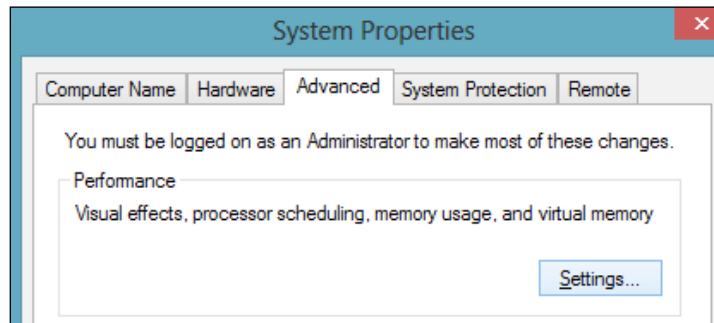 System Properties
Computer Name Hardware Advanced System Protection Remote
You must be logged on as an Administrator to make most of these changes.
Performance
Visual effects, processor scheduling, memory usage, and virtual memory
Settings...